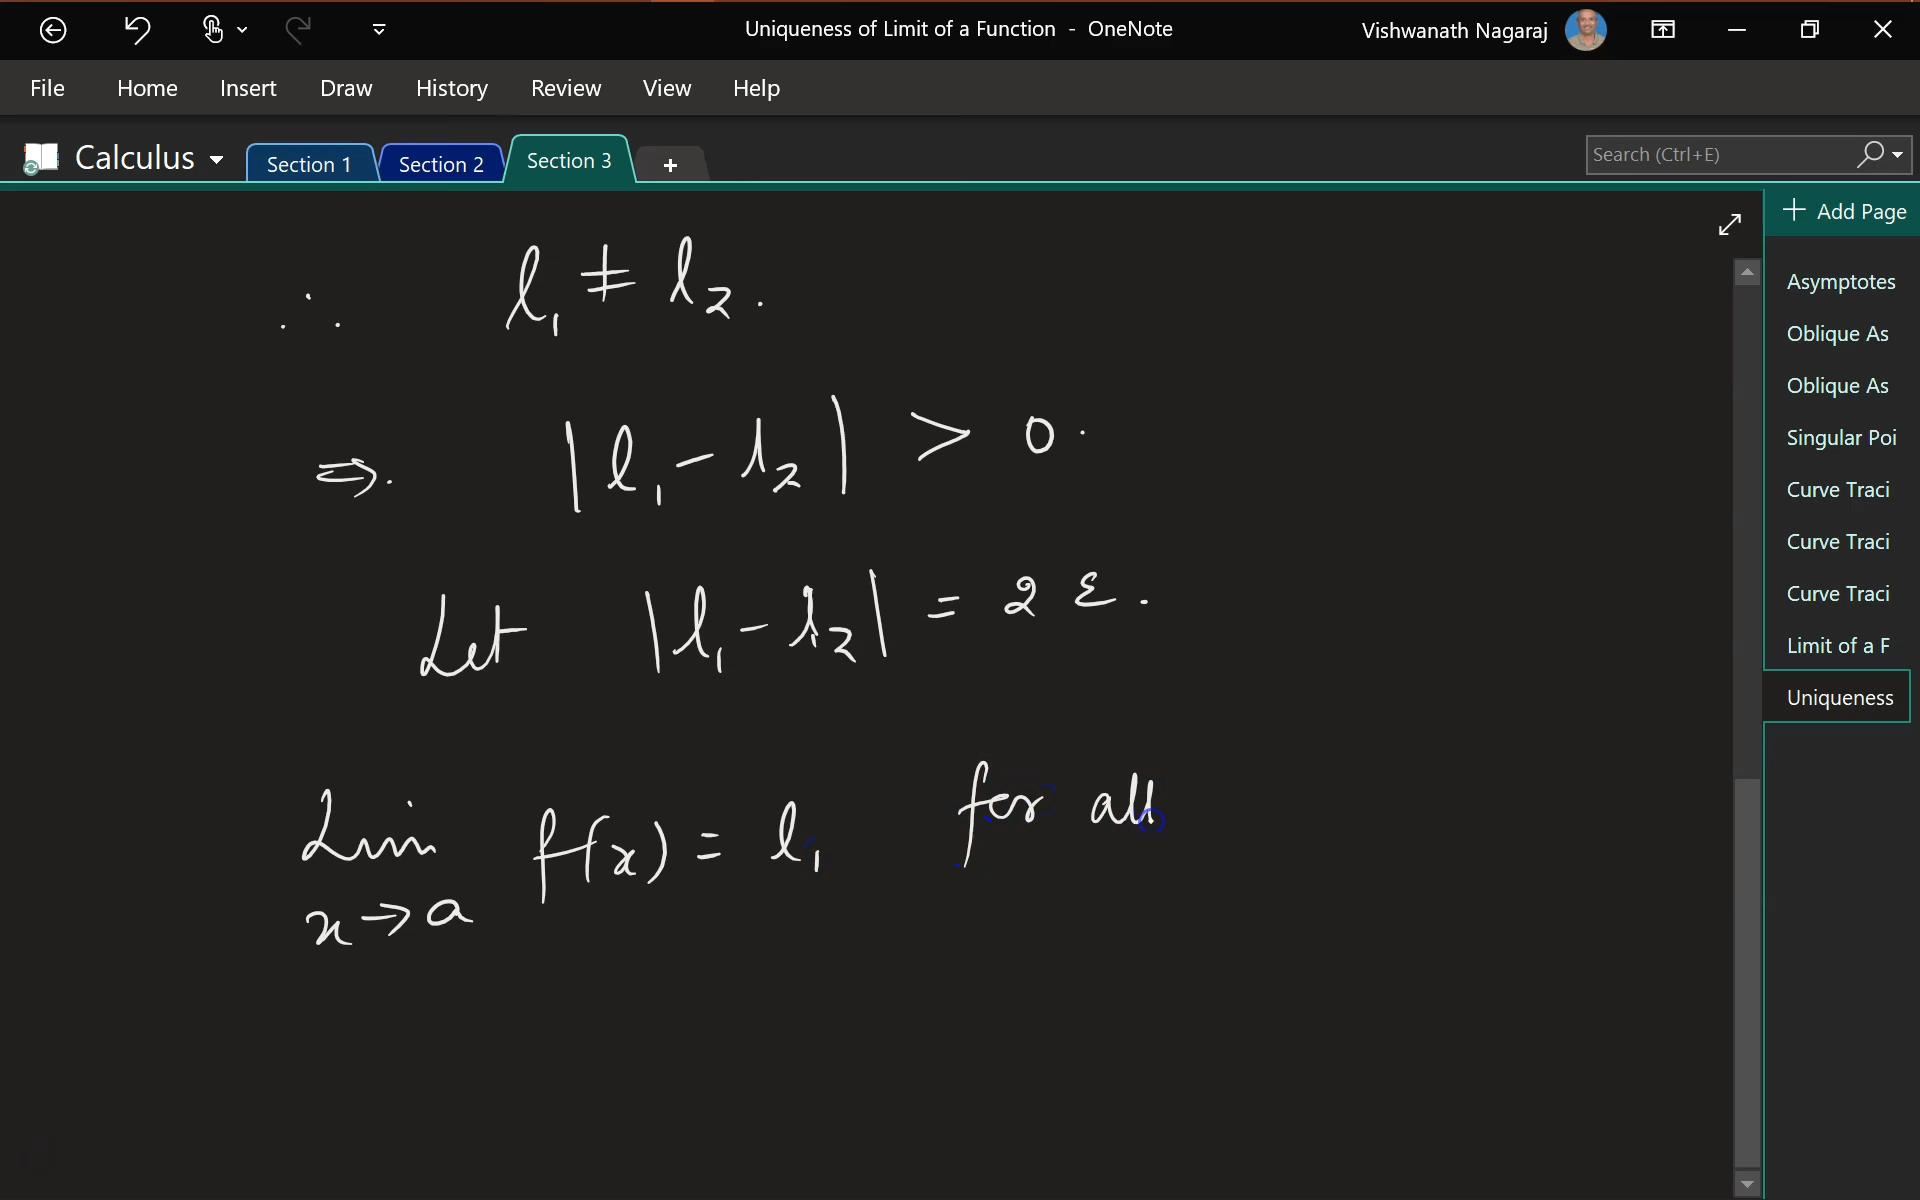 Uniqueness of Limit of a Function - OneNote
Vishwanath Nagaraj
File Home Insert Draw History Review View Help
Calculus Section 1 Section 2 Section 3 +
Search (Ctrl+E)
+ Add Page
Asymptotes
Oblique As
Oblique As
Singular Poi
Curve Traci
Curve Traci
Curve Traci
Limit of a F
Uniqueness
∴ l₁ ≠ l₂.
⇒. |l₁ - l₂| > 0.
Let |l₁ - l₂| = 2 ε.
Lim f(x) = l₁ for all
x → a